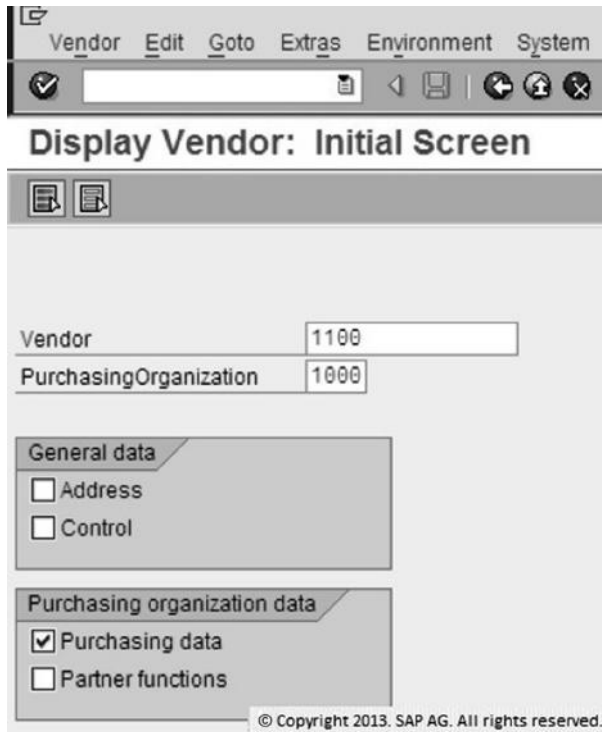 Vendor Edit Goto Extras Environment System
Display Vendor: Initial Screen
Vendor 1100
PurchasingOrganization 1000
General data
Address
Control
Purchasing organization data
Purchasing data
Partner functions
© Copyright 2013. SAP AG. All rights reserved.